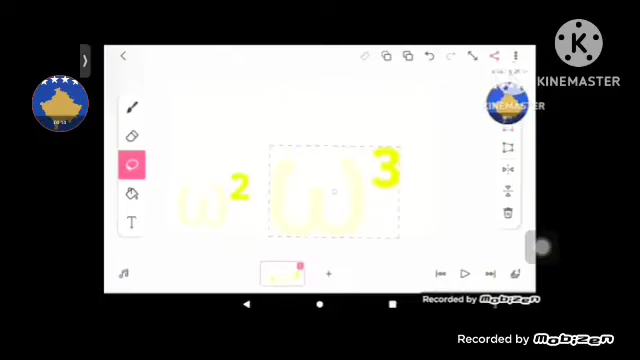 KINEMASTER
KINEMASTER
ω²
ω³
T
Recorded by Mobizen
Recorded by Mobizen